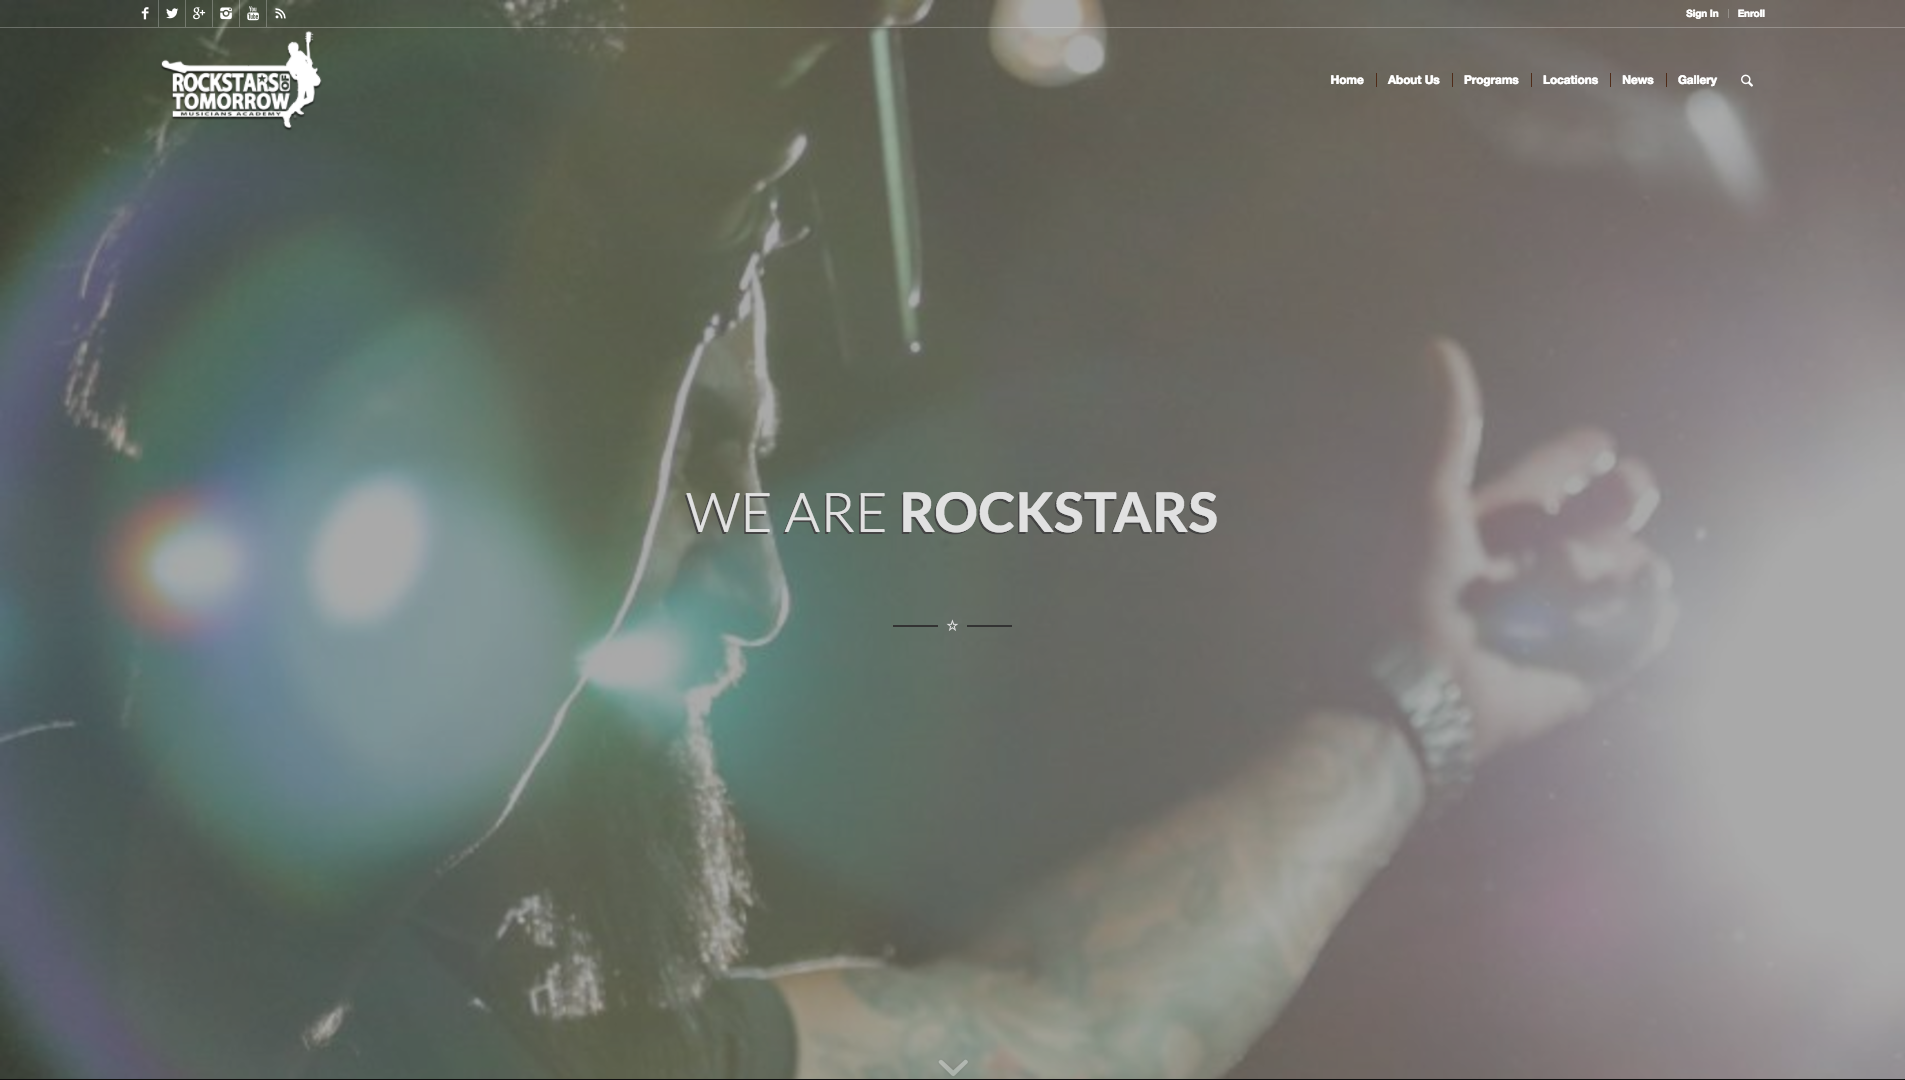 Sign In
Enroll
ROCKSTARS OF
TOMORROW
MUSICIANS ACADEMY
Home
About Us
Programs
Locations
News
Gallery
WE ARE ROCKSTARS